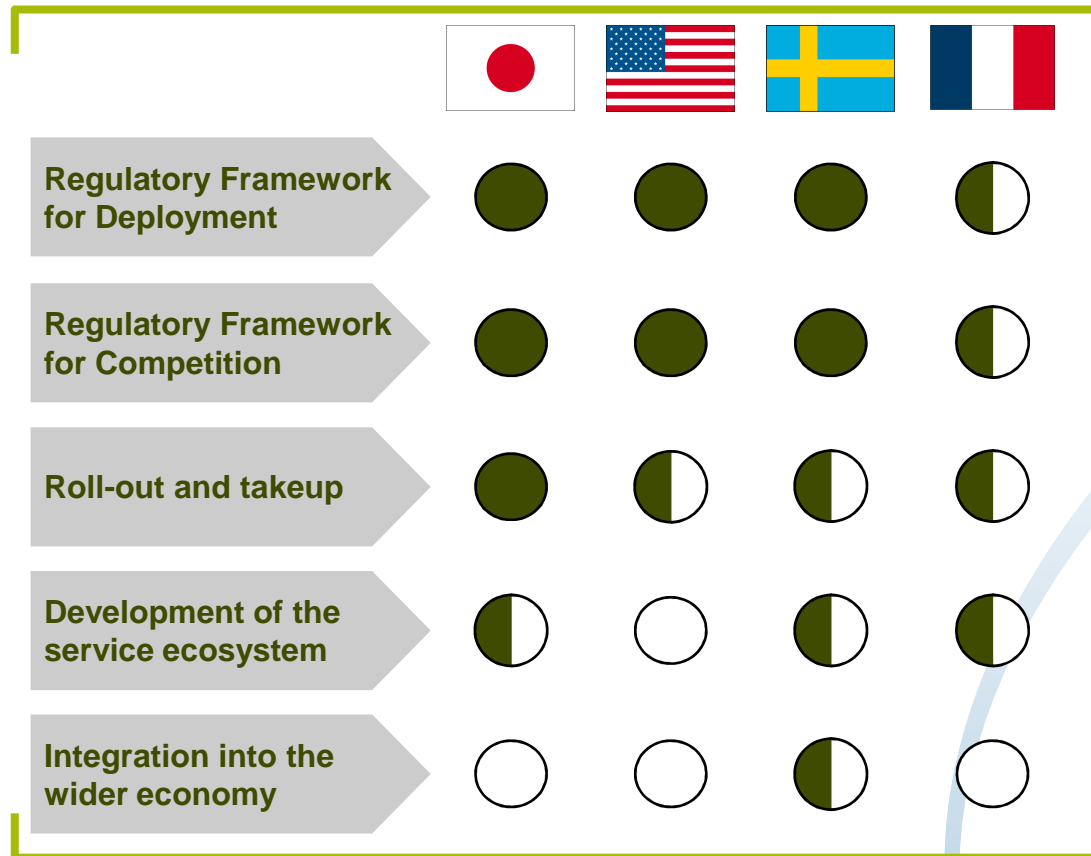 Regulatory Framework
for Deployment
Regulatory Framework
for Competition
Roll-out and takeup
Development of the
service ecosystem
Integration into the
wider economy